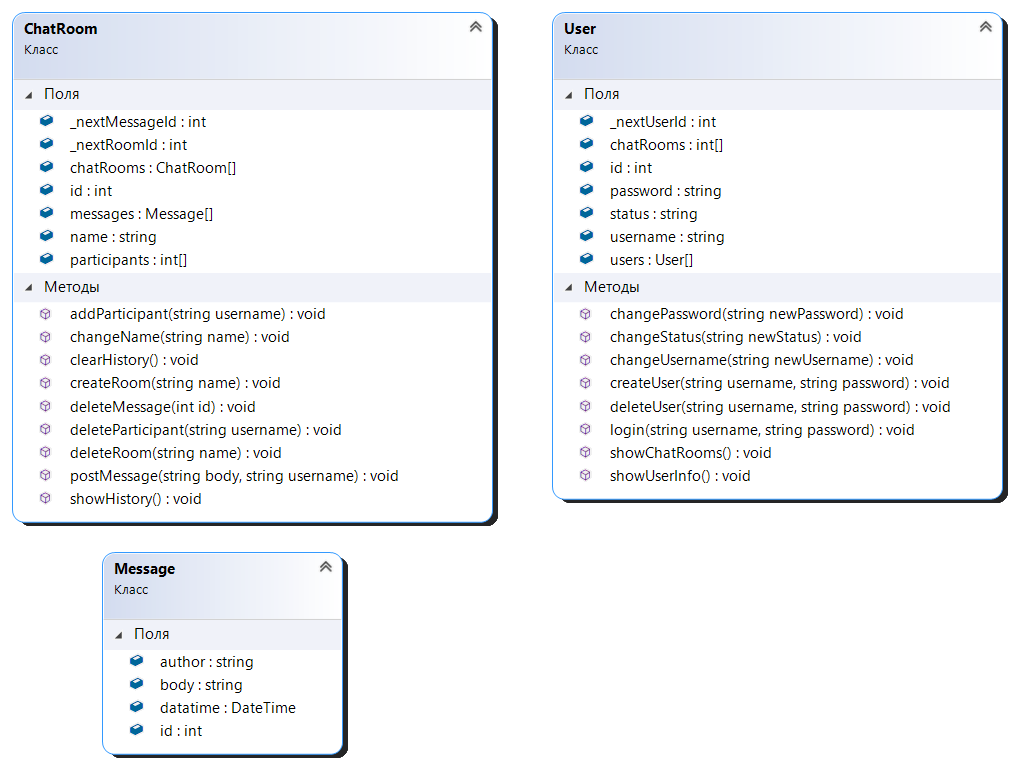 ChatRoom
Класс
Поля
_nextMessageId : int
_nextRoomId : int
chatRooms : ChatRoom[]
id : int
messages : Message[]
name : string
participants : int[]
Методы
addParticipant(string username) : void
changeName(string name) : void
clearHistory() : void
createRoom(string name) : void
deleteMessage(int id) : void
deleteParticipant(string username) : void
deleteRoom(string name) : void
postMessage(string body, string username) : void
showHistory() : void
User
Класс
Поля
_nextUserId : int
chatRooms : int[]
id : int
password : string
status : string
username : string
users : User[]
Методы
changePassword(string newPassword) : void
changeStatus(string newStatus) : void
changeUsername(string newUsername) : void
createUser(string username, string password) : void
deleteUser(string username, string password) : void
login(string username, string password) : void
showChatRooms() : void
showUserInfo() : void
Message
Класс
Поля
author : string
body : string
datatime : DateTime
id : int